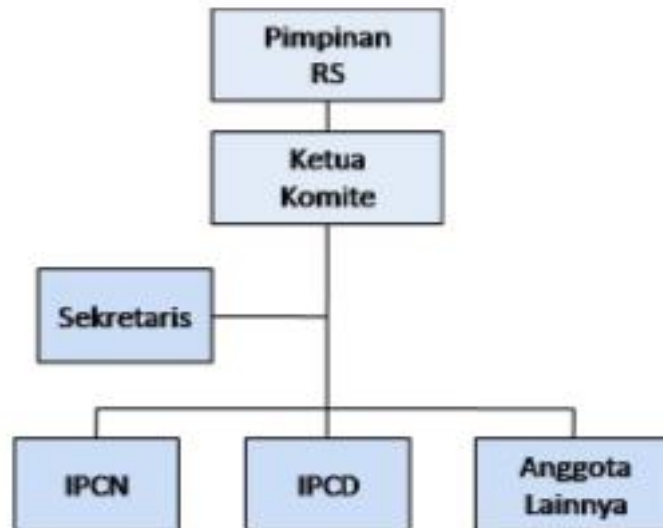 Pimpinan
RS
Ketua
Komite
Sekretaris
IPCN
IPCD
Anggota
Lainnya